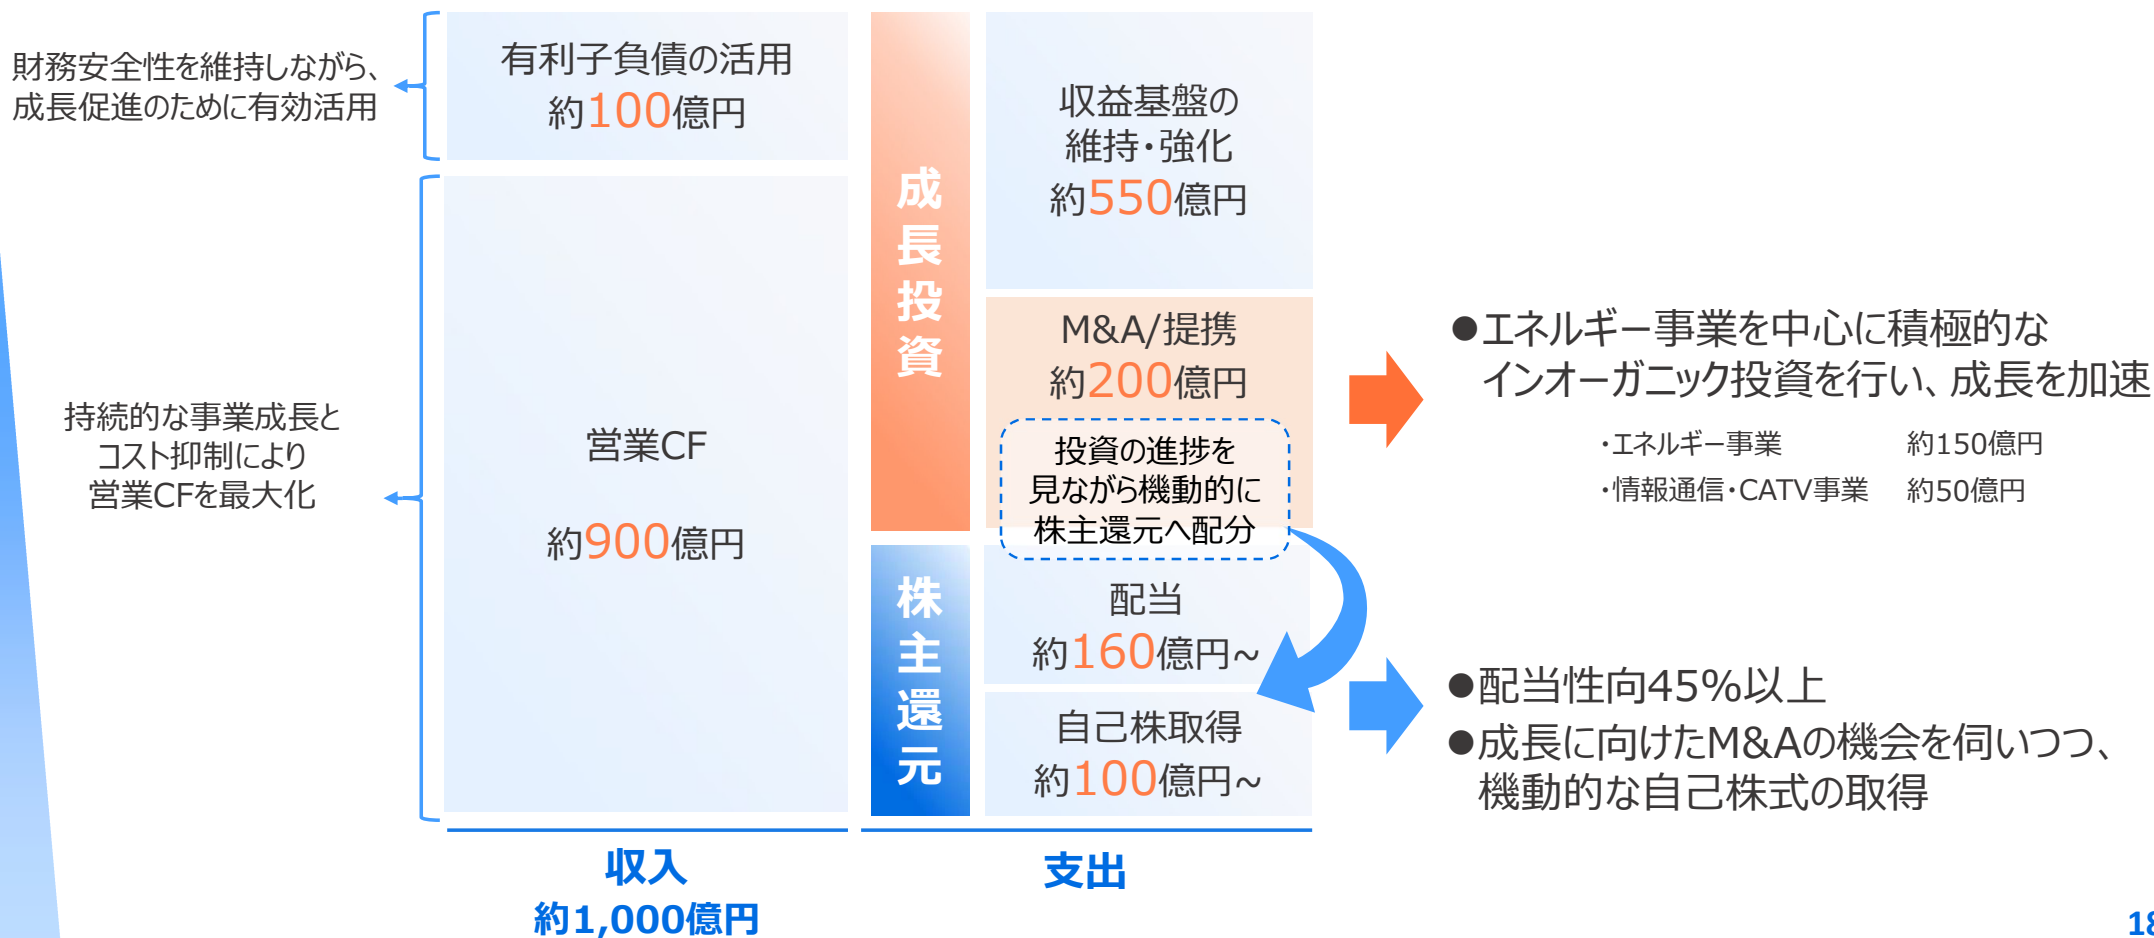 財務安全性を維持しながら、
成長促進のために有効活用
有利子負債の活用
約100億円
持続的な事業成長と
コスト抑制により
営業CFを最大化
営業CF
約900億円
収入
約1,000億円
成長投資
収益基盤の
維持・強化
約550億円
M&A/提携
約200億円
投資の進捗を
見ながら機動的に
株主還元へ配分
株主還元
配当
約160億円~
自己株取得
約100億円~
支出
●エネルギー事業を中心に積極的な
インオーガニック投資を行い、成長を加速
・エネルギー事業 約150億円
・情報通信・CATV事業 約50億円
●配当性向45%以上
●成長に向けたM&Aの機会を伺いつつ、
機動的な自己株式の取得
18